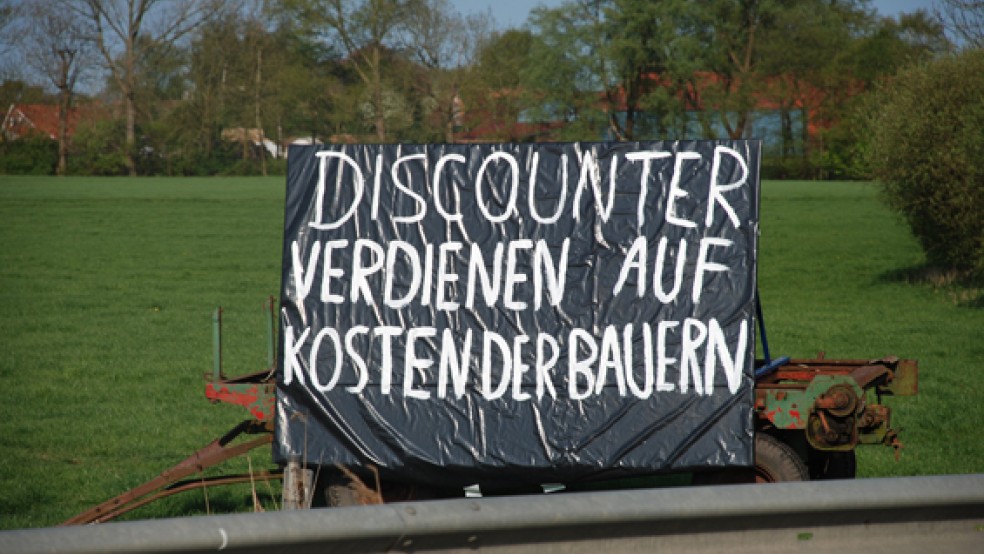 DISCOUNTER
VERDIENEN AUF
KOSTEN DER BAUERN